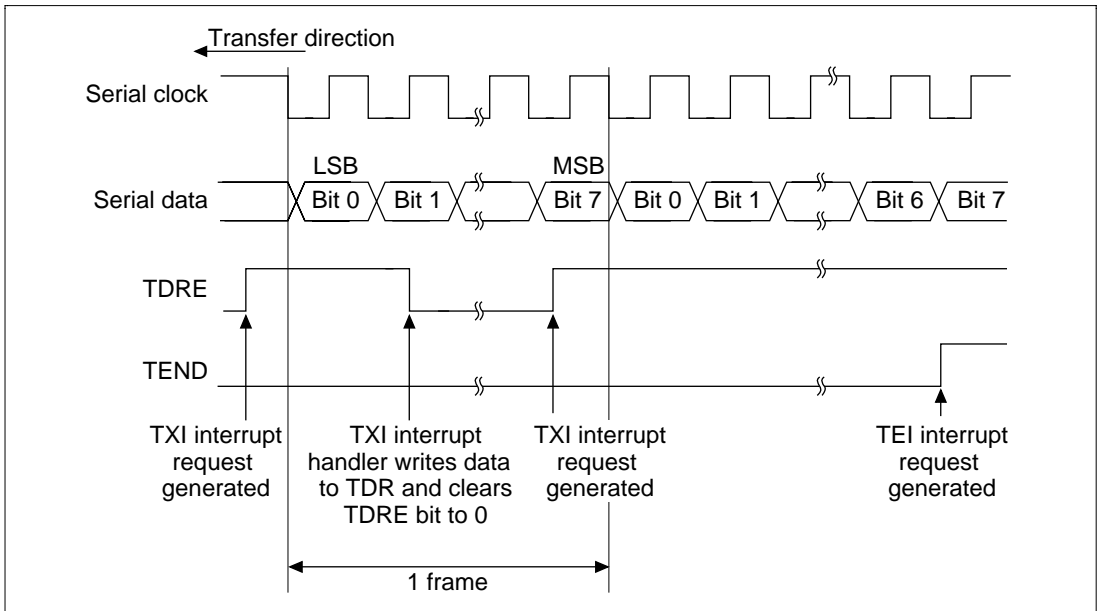 Transfer direction
Serial clock
LSB
MSB
Serial data
Bit 0
Bit 1
Bit 7
Bit 0
Bit 1
Bit 6
Bit 7
TDRE
TEND
TXI interrupt
request
generated
TXI interrupt
handler writes data
to TDR and clears
TDRE bit to 0
TXI interrupt
request
generated
TEI interrupt
request
generated
1 frame